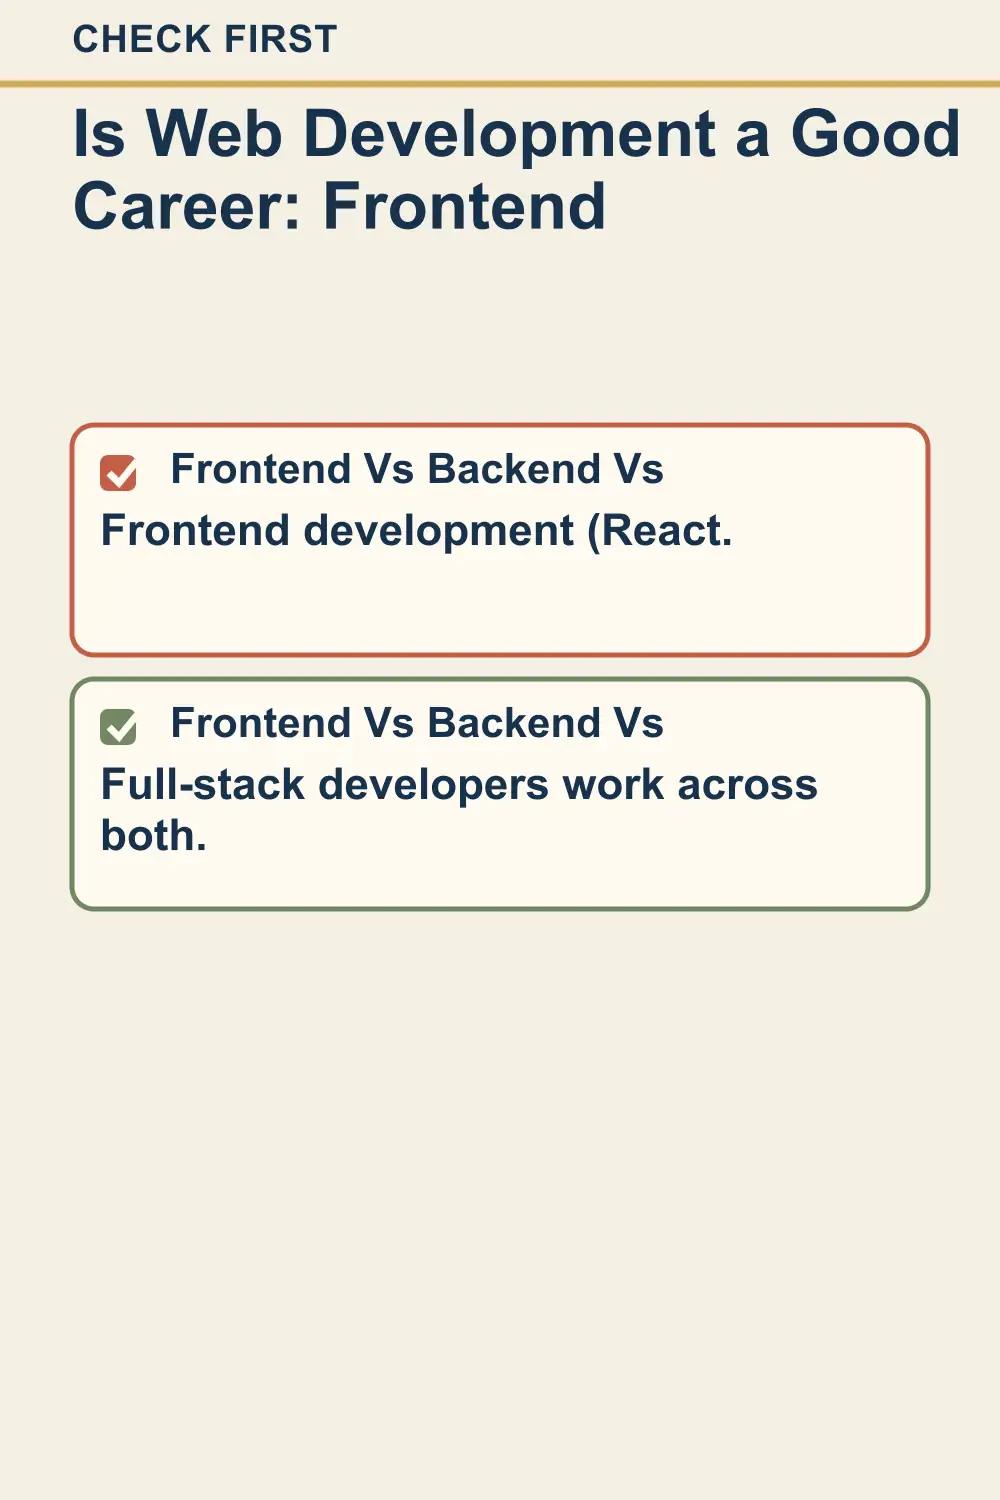 CHECK FIRST
Is Web Development a Good
Career: Frontend
Frontend Vs Backend Vs
Frontend development (React.
Frontend Vs Backend Vs
Full-stack developers work across
both.